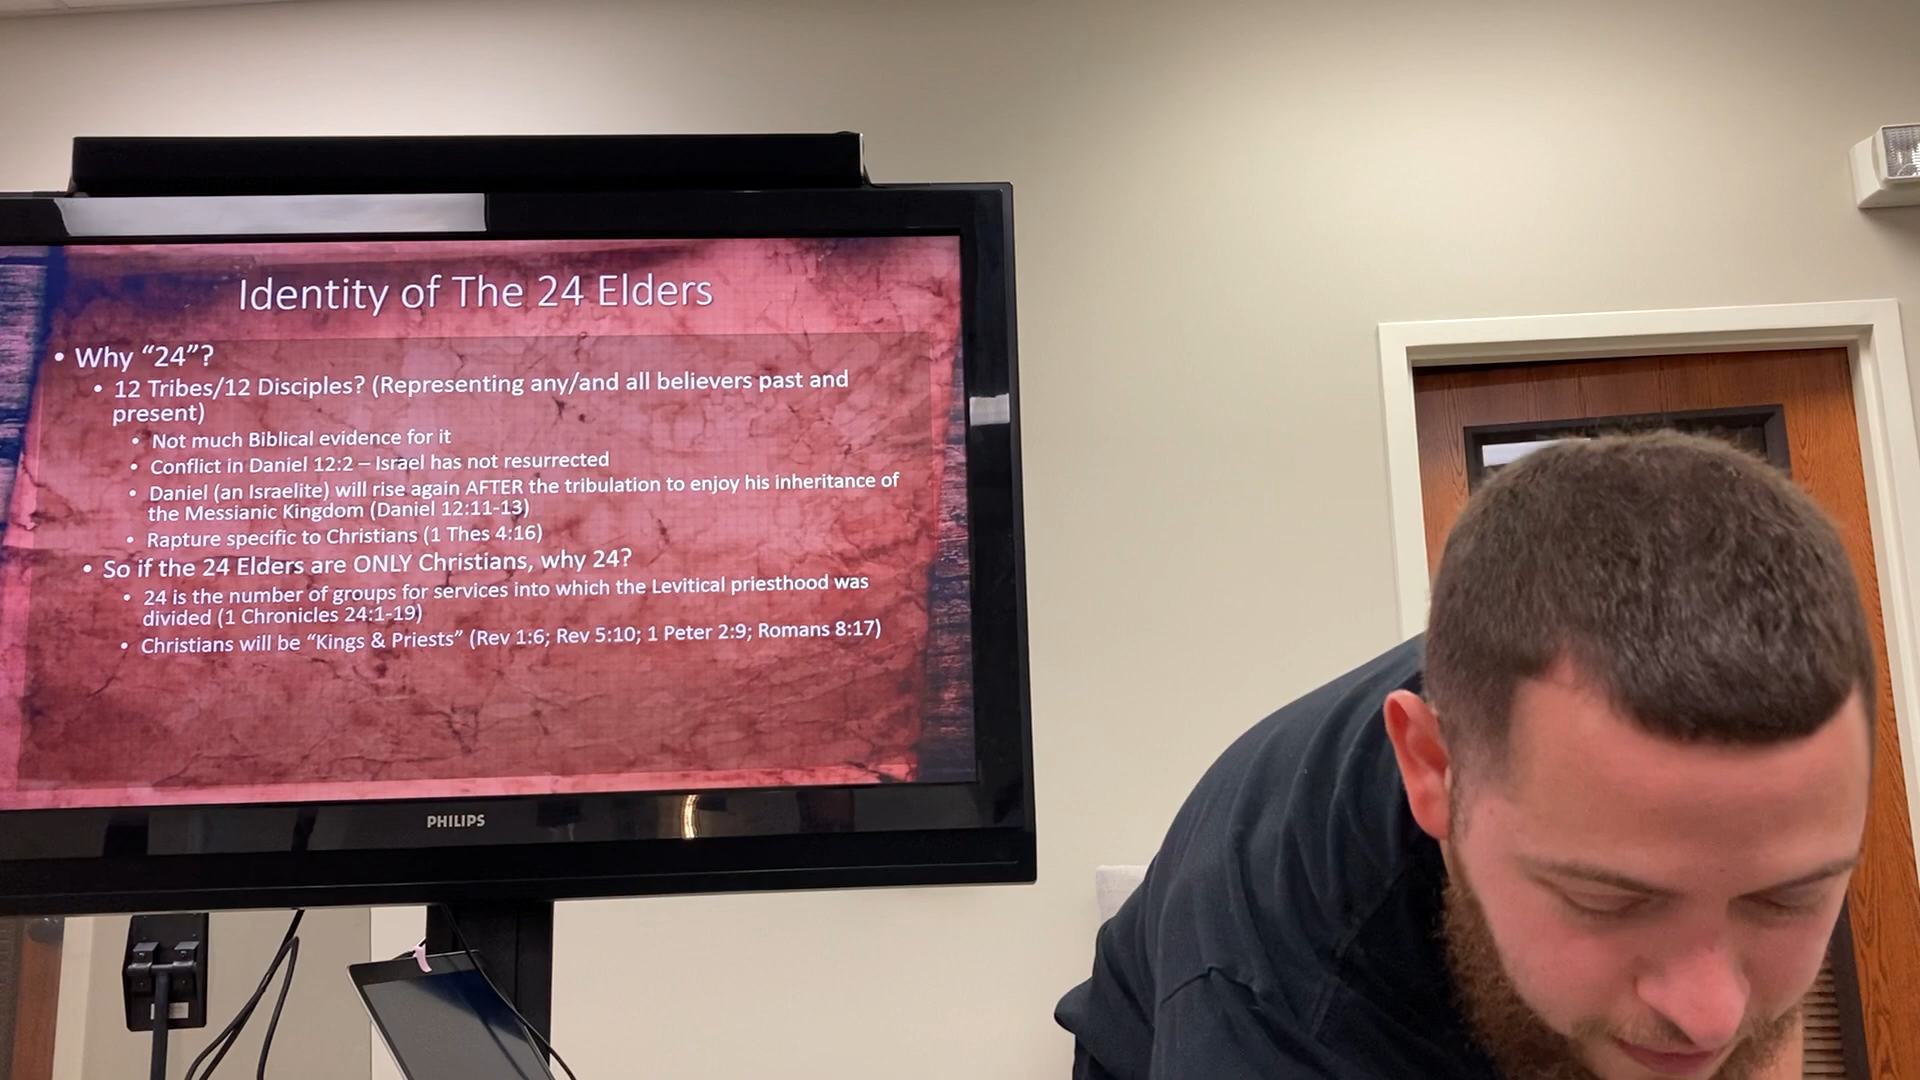 Identity of The 24 Elders
• Why “24”?
• 12 Tribes/12 Disciples? (Representing any/and all believers past and
present)
• Not much Biblical evidence for it
• Conflict in Daniel 12:2 – Israel has not resurrected
• Daniel (an Israelite) will rise again AFTER the tribulation to enjoy his inheritance of
the Messianic Kingdom (Daniel 12:11-13)
• Rapture specific to Christians (1 Thes 4:16)
• So if the 24 Elders are ONLY Christians, why 24?
• 24 is the number of groups for services into which the Levitical priesthood was
divided (1 Chronicles 24:1-19)
• Christians will be “Kings & Priests” (Rev 1:6; Rev 5:10; 1 Peter 2:9; Romans 8:17)
PHILIPS